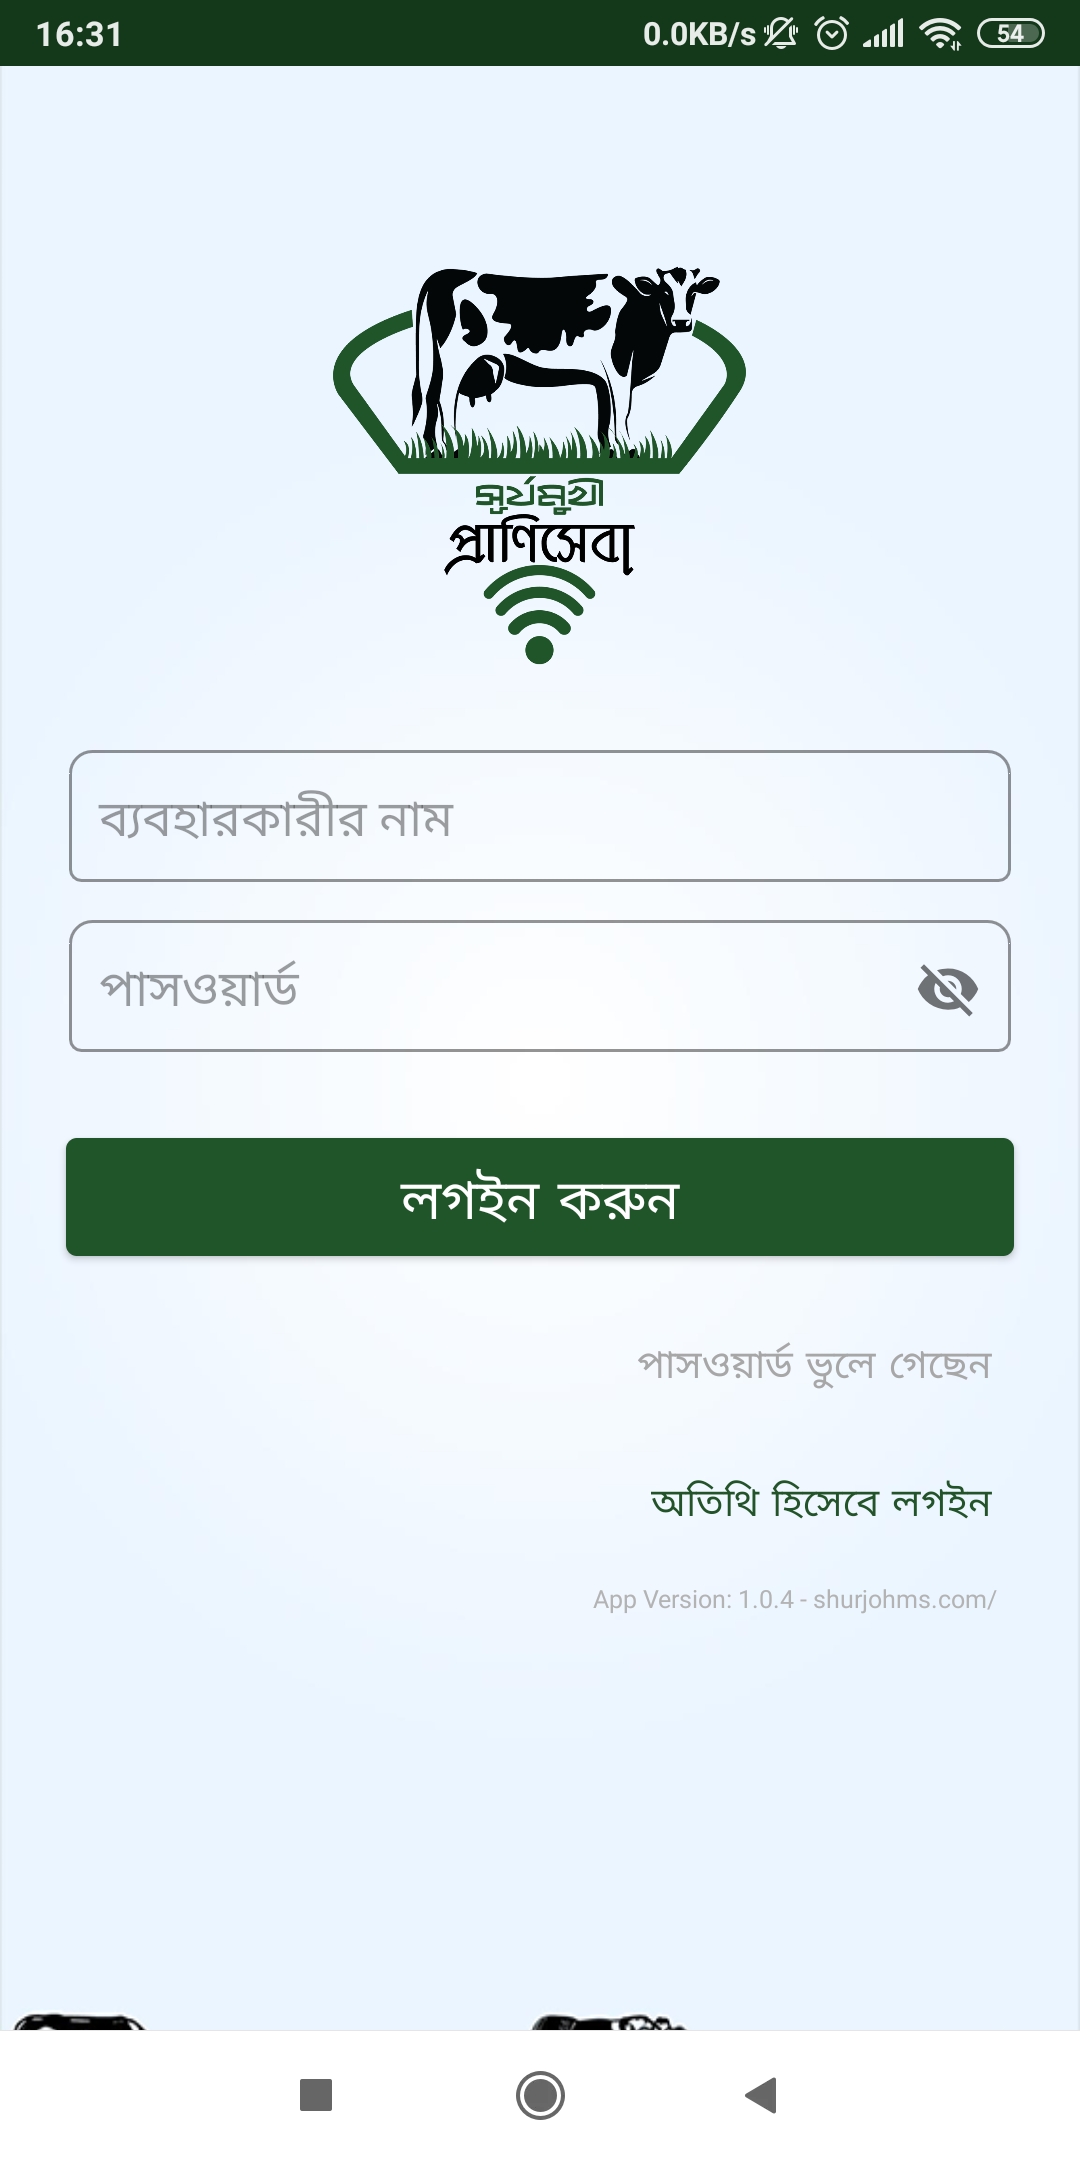 16:31 0.0KB/s 54
সূর্যমুখী
প্রাণিসেবা
ব্যবহারকারীর নাম
পাসওয়ার্ড
লগইন করুন
পাসওয়ার্ড ভুলে গেছেন
অতিথি হিসেবে লগইন
App Version: 1.0.4 - shurjohms.com/